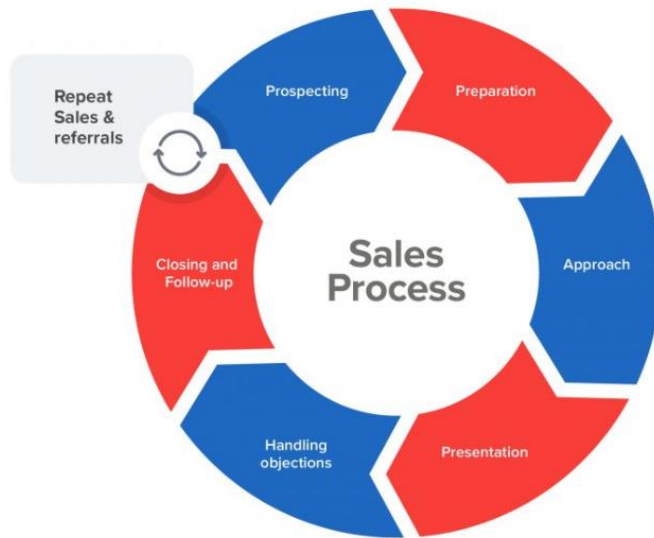 Repeat
Sales &
referrals
Prospecting
Preparation
Approach
Presentation
Handling
objections
Closing and
Follow-up
Sales
Process